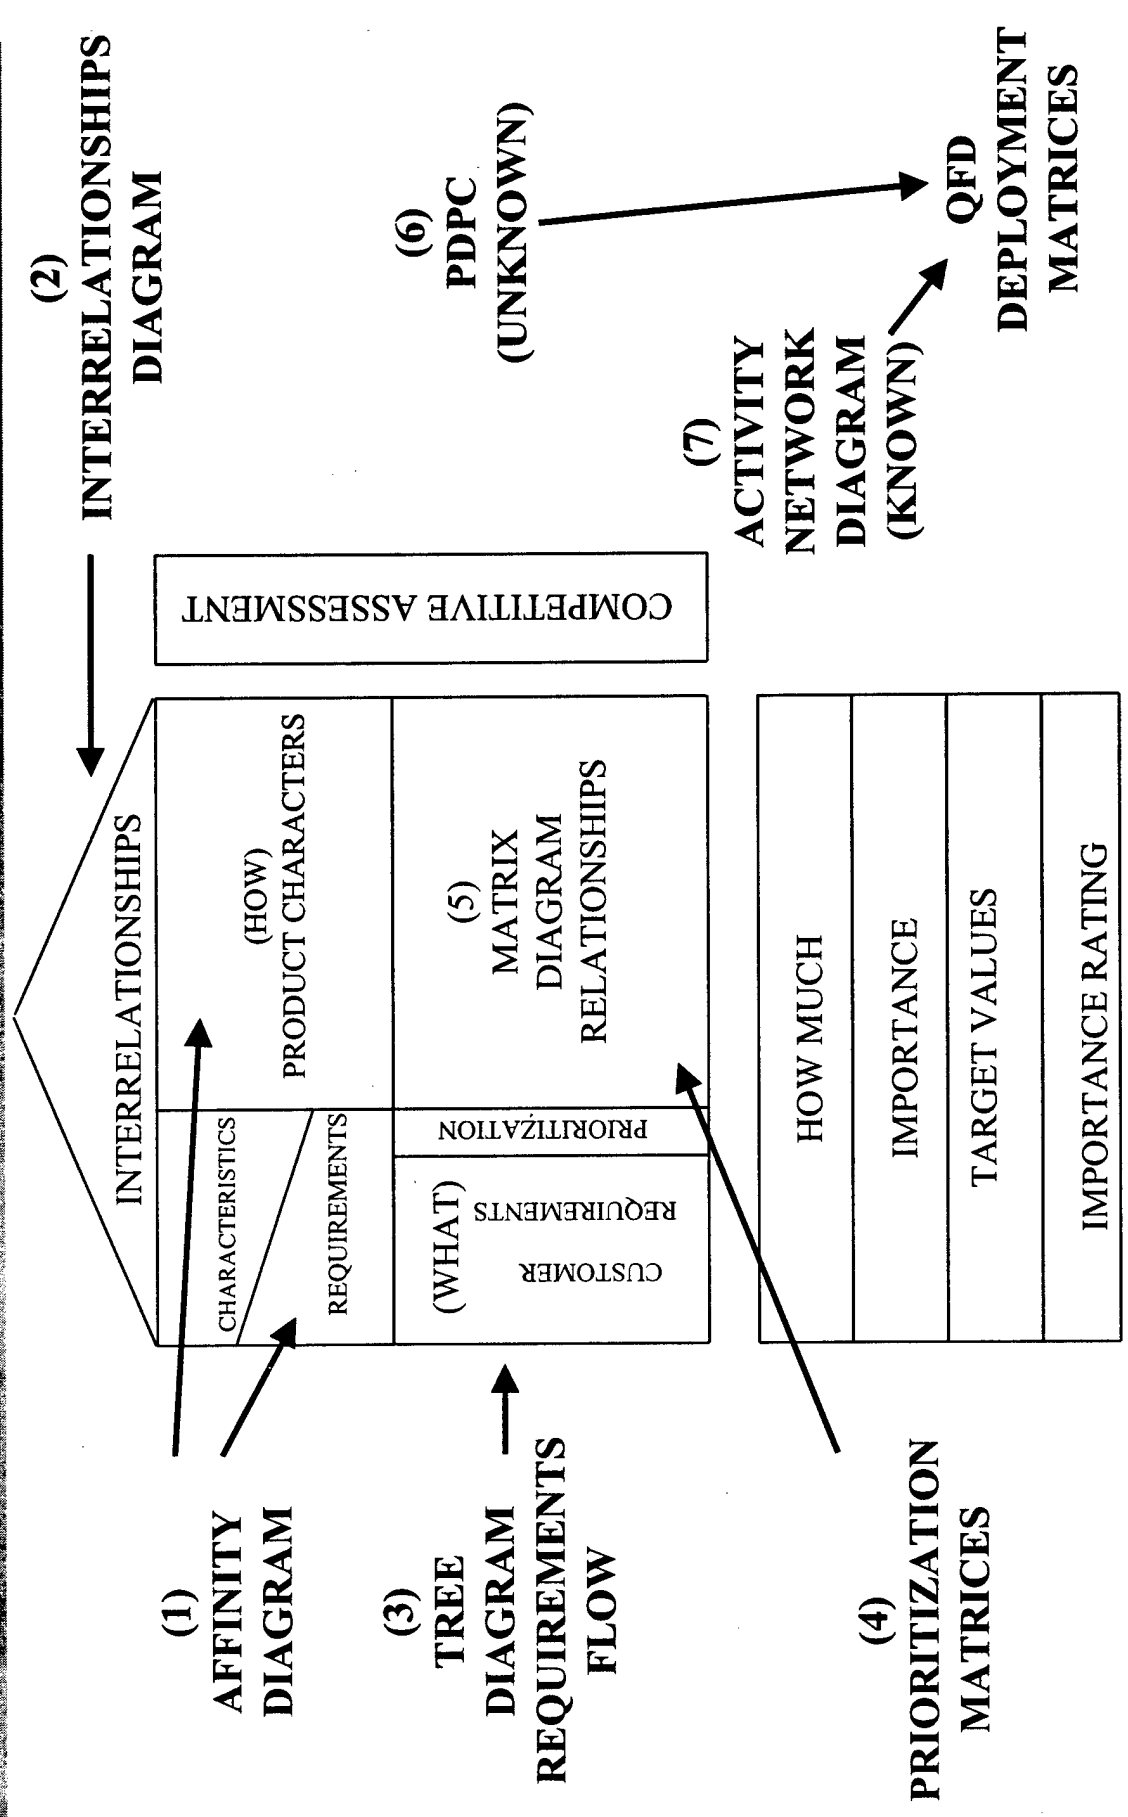 (1)
AFFINITY
DIAGRAM
(2)
INTERRELATIONSHIPS
DIAGRAM
(3)
TREE
DIAGRAM
REQUIREMENTS
FLOW
(4)
PRIORITIZATION
MATRICES
INTERRELATIONSHIPS
CHARACTERISTICS
REQUIREMENTS
(HOW)
PRODUCT CHARACTERS
(WHAT)
CUSTOMER
REQUIREMENTS
PRIORITIZATION
(5)
MATRIX
DIAGRAM
RELATIONSHIPS
COMPETITIVE ASSESSMENT
HOW MUCH
IMPORTANCE
TARGET VALUES
IMPORTANCE RATING
(6)
PDPC
(UNKNOWN)
(7)
ACTIVITY
NETWORK
DIAGRAM
(KNOWN)
QFD
DEPLOYMENT
MATRICES